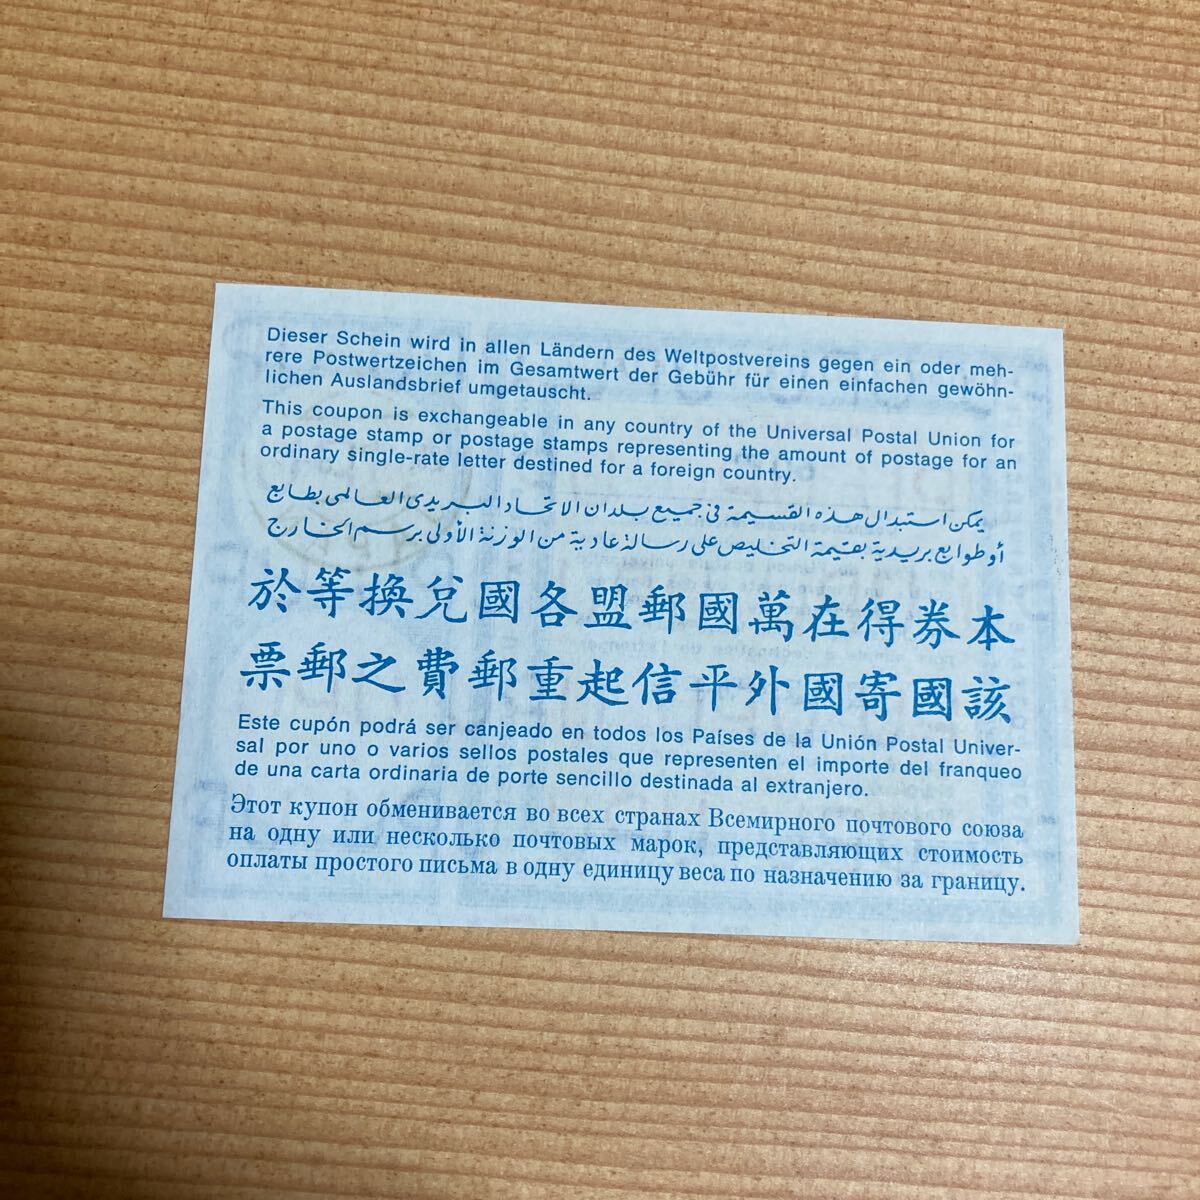 Dieser Schein wird in allen Ländern des Weltpostvereins gegen ein oder meh-
rere Postwertzeichen im Gesamtwert der Gebühr für einen einfachen gewöhn-
lichen Auslandsbrief umgetauscht.
This coupon is exchangeable in any country of the Universal Postal Union for
a postage stamp or postage stamps representing the amount of postage for an
ordinary single-rate letter destined for a foreign country.
يمكن استبدال هذه القسيمة فى جميع بلدان الاتحاد البريدى العالمى بطابع
أو طوابع بريدية بقيمة التخليص على رسالة عادية من الوزنة الأولى برسم الخارج
本券得在萬國郵盟各國兌換等於
該國寄國外平信起重郵費之郵票
Este cupón podrá ser canjeado en todos los Países de la Unión Postal Univer-
sal por uno o varios sellos postales que representen el importe del franqueo
de una carta ordinaria de porte sencillo destinada al extranjero.
Этот купон обменивается во всех странах Всемирного почтового союза
на одну или несколько почтовых марок, представляющих стоимость
оплаты простого письма в одну единицу веса по назначению за границу.